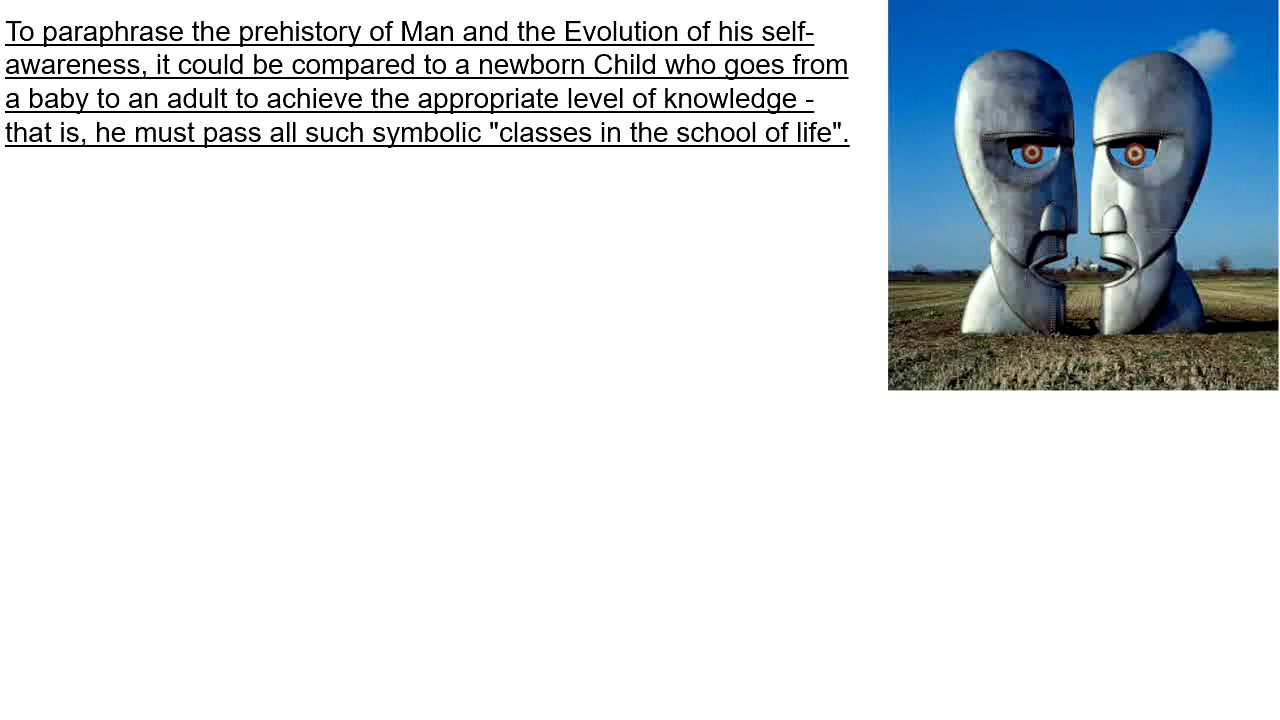 To paraphrase the prehistory of Man and the Evolution of his self-
awareness, it could be compared to a newborn Child who goes from
a baby to an adult to achieve the appropriate level of knowledge -
that is, he must pass all such symbolic "classes in the school of life".